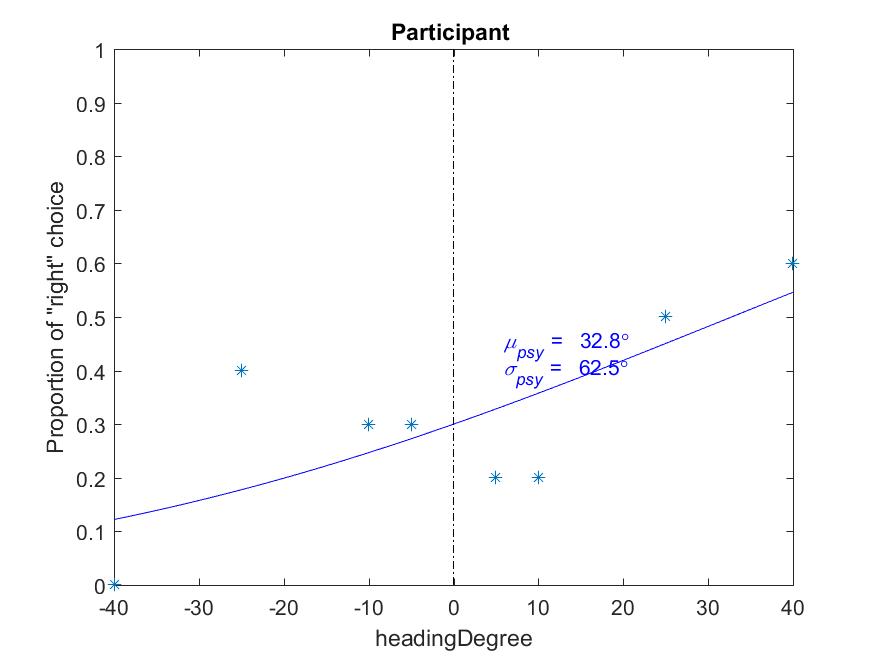 Participant
1
0.9
0.8
0.7
0.6
0.5
0.4
0.3
0.2
0.1
0
Proportion of "right" choice
μpsy = 32.8°
σpsy = 62.5°
-40 -30 -20 -10 0 10 20 30 40
headingDegree